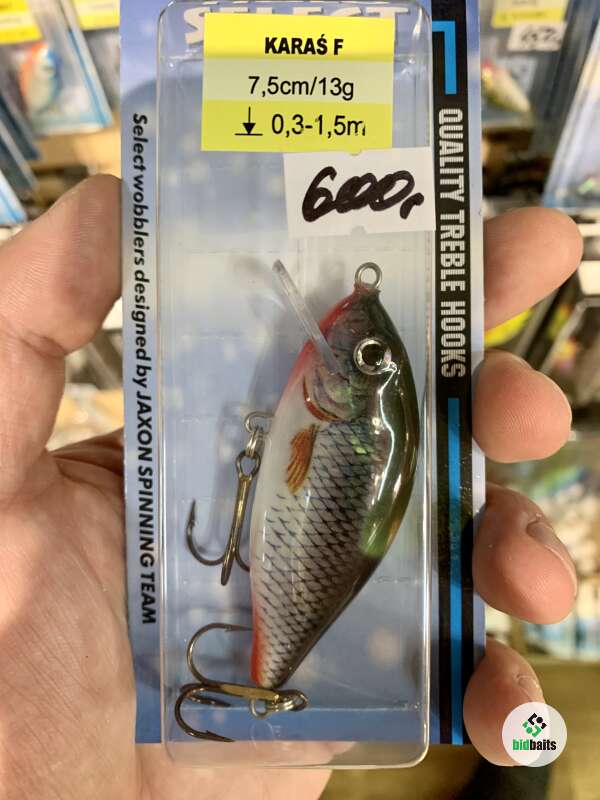 SELECT
KARAŚ F
7,5cm/13g
0,3-1,5m
600,
QUALITY TREBLE HOOKS
Select wobblers designed by JAXON SPINNING TEAM
bidbaits